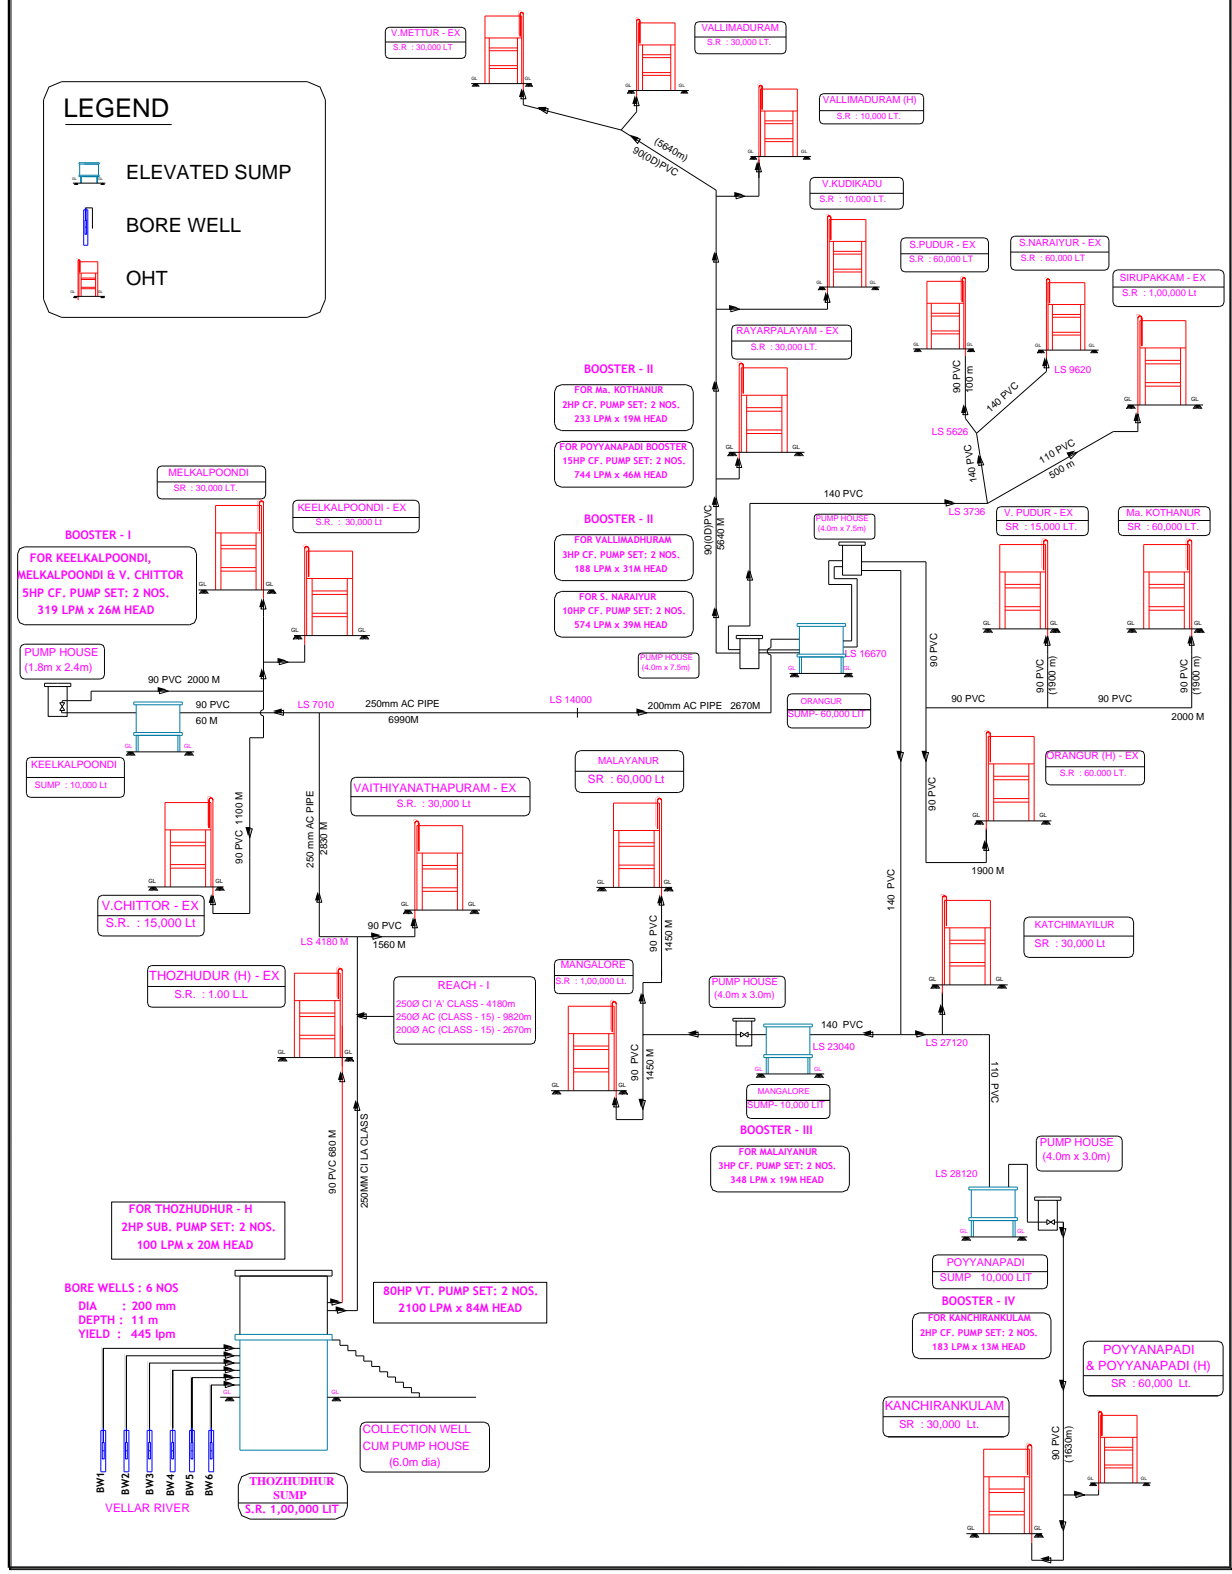 V.METTUR - EX
S.R : 30,000 LT
VALLIMADURAM
S.R : 30,000 LT.
LEGEND
ELEVATED SUMP
BORE WELL
OHT
VALLIMADURAM (H)
S.R : 10,000 LT.
(5640m)
90(0D)PVC
V.KUDIKADU
S.R : 10,000 LT.
S.PUDUR - EX
S.R : 60,000 LT
S.NARAIYUR - EX
S.R : 60,000 LT
SIRUPAKKAM - EX
S.R : 1,00,000 Lt
RAYARPALAYAM - EX
S.R : 30,000 LT.
90 PVC
100 m
140 PVC
LS 9620
LS 5626
140 PVC
110 PVC
500 m
LS 3736
140 PVC
BOOSTER - II
FOR Ma. KOTHANUR
2HP CF. PUMP SET: 2 NOS.
233 LPM x 19M HEAD
FOR POYYANAPADI BOOSTER
15HP CF. PUMP SET: 2 NOS.
744 LPM x 46M HEAD
BOOSTER - II
FOR VALLIMADHURAM
3HP CF. PUMP SET: 2 NOS.
188 LPM x 31M HEAD
FOR S. NARAIYUR
10HP CF. PUMP SET: 2 NOS.
574 LPM x 39M HEAD
90(0D)PVC
5640 M
PUMP HOUSE
(4.0m x 7.5m)
PUMP HOUSE
(4.0m x 7.5m)
LS 16670
ORANGUR
SUMP- 60,000 LIT
V. PUDUR - EX
SR : 15,000 LT.
Ma. KOTHANUR
SR : 60,000 LT.
90 PVC
90 PVC
(1900 m)
90 PVC
(1900 m)
90 PVC
90 PVC
2000 M
ORANGUR (H) - EX
S.R : 60.000 LT.
90 PVC
1900 M
MELKALPOONDI
SR : 30,000 LT.
KEELKALPOONDI - EX
S.R. : 30,000 Lt
BOOSTER - I
FOR KEELKALPOONDI,
MELKALPOONDI & V. CHITTOR
5HP CF. PUMP SET: 2 NOS.
319 LPM x 26M HEAD
PUMP HOUSE
(1.8m x 2.4m)
90 PVC 2000 M
90 PVC
60 M
LS 7010
250mm AC PIPE
6990M
LS 14000
200mm AC PIPE 2670M
KEELKALPOONDI
SUMP : 10,000 Lt
90 PVC 1100 M
250 mm AC PIPE
2830 M
V.CHITTOR - EX
S.R. : 15,000 Lt
VAITHIYANATHAPURAM - EX
S.R. : 30,000 Lt
LS 4180 M
90 PVC
1560 M
MALAYANUR
SR : 60,000 Lt
90 PVC
1450 M
140 PVC
KATCHIMAYILUR
SR : 30,000 Lt
THOZHUDUR (H) - EX
S.R. : 1.00 L.L
REACH - I
250Ø CI 'A' CLASS - 4180m
250Ø AC (CLASS - 15) - 9820m
200Ø AC (CLASS - 15) - 2670m
MANGALORE
S.R : 1,00,000 Lt.
90 PVC
1450 M
PUMP HOUSE
(4.0m x 3.0m)
140 PVC
LS 23040
LS 27120
MANGALORE
SUMP- 10,000 LIT
BOOSTER - III
FOR MALAIYANUR
3HP CF. PUMP SET: 2 NOS.
348 LPM x 19M HEAD
110 PVC
PUMP HOUSE
(4.0m x 3.0m)
LS 28120
POYYANAPADI
SUMP 10,000 LIT
BOOSTER - IV
FOR KANCHIRANKULAM
2HP CF. PUMP SET: 2 NOS.
183 LPM x 13M HEAD
POYYANAPADI
& POYYANAPADI (H)
SR : 60,000 Lt.
KANCHIRANKULAM
SR : 30,000 Lt.
90 PVC
(1630m)
90 PVC 680 M
250MM CI LA CLASS
FOR THOZHUDHUR - H
2HP SUB. PUMP SET: 2 NOS.
100 LPM x 20M HEAD
80HP VT. PUMP SET: 2 NOS.
2100 LPM x 84M HEAD
BORE WELLS : 6 NOS
DIA : 200 mm
DEPTH : 11 m
YIELD : 445 lpm
GL GL
COLLECTION WELL
CUM PUMP HOUSE
(6.0m dia)
BW1 BW2 BW3 BW4 BW5 BW6
VELLAR RIVER
THOZHUDHUR
SUMP
S.R. 1,00,000 LIT